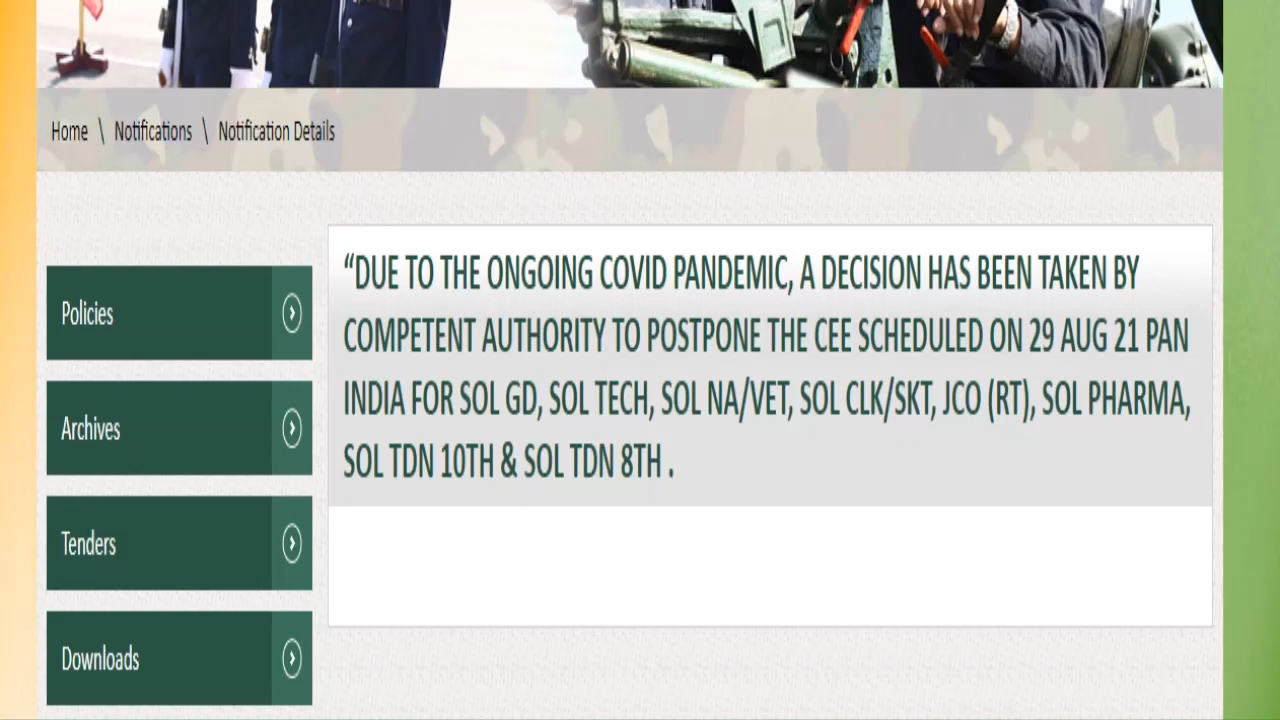 Home \ Notifications \ Notification Details
“DUE TO THE ONGOING COVID PANDEMIC, A DECISION HAS BEEN TAKEN BY
COMPETENT AUTHORITY TO POSTPONE THE CEE SCHEDULED ON 29 AUG 21 PAN
INDIA FOR SOL GD, SOL TECH, SOL NA/VET, SOL CLK/SKT, JCO (RT), SOL PHARMA,
SOL TDN 10TH & SOL TDN 8TH .
Policies
Archives
Tenders
Downloads